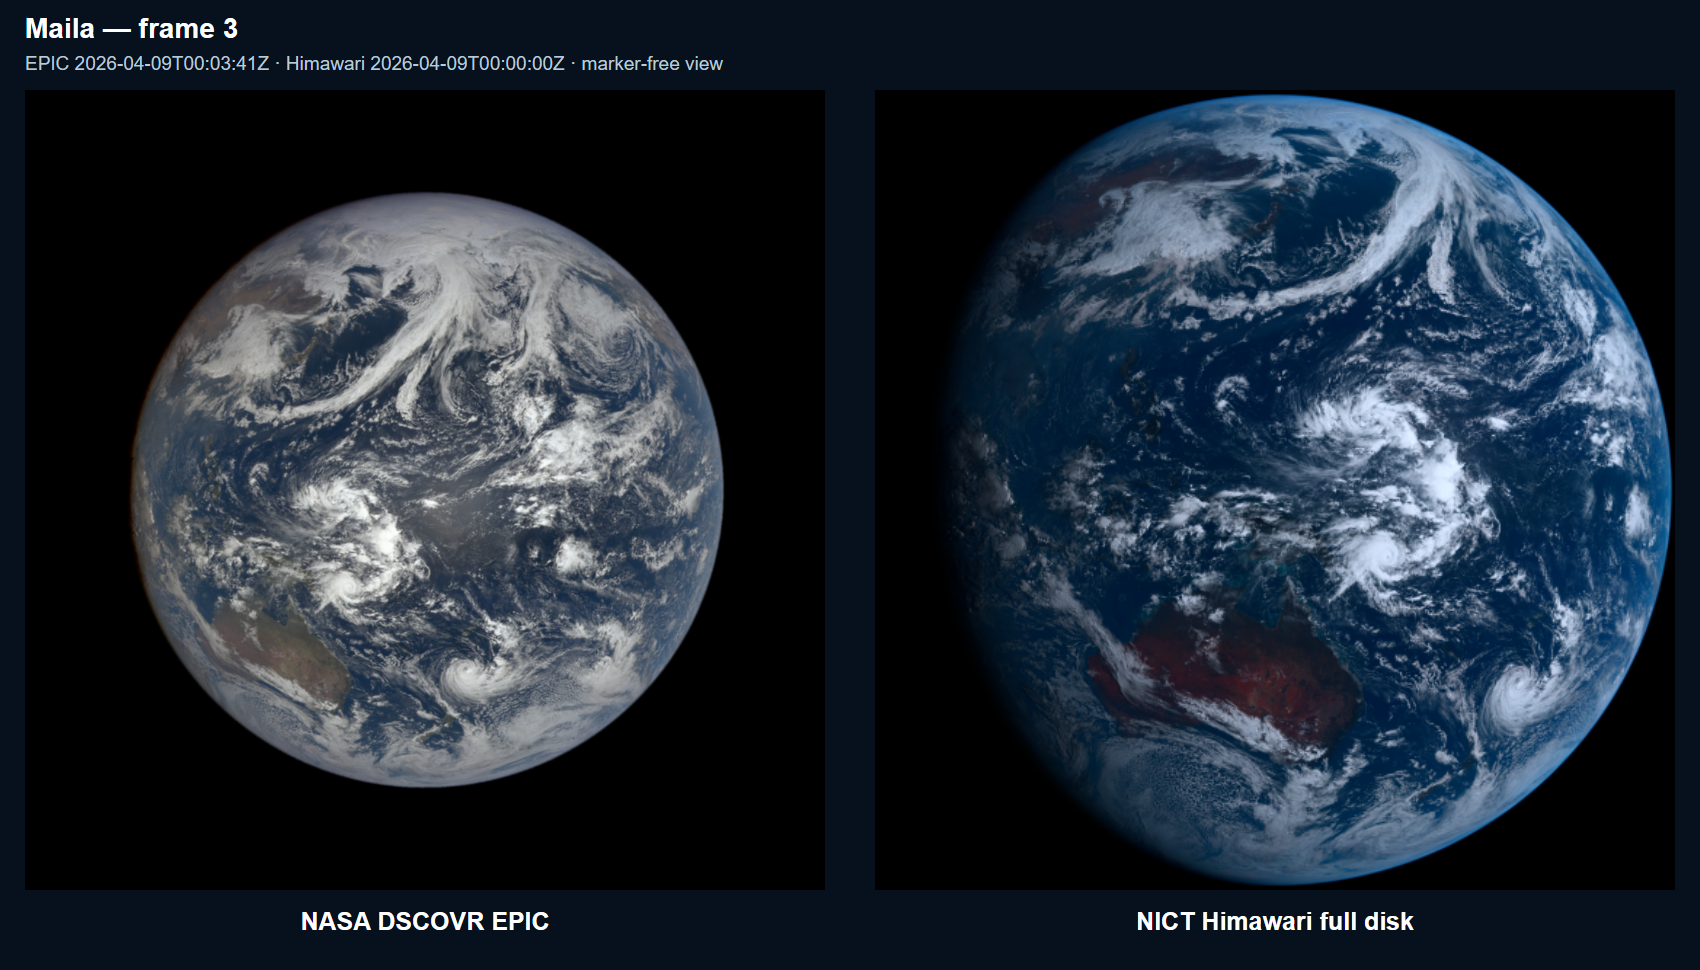 Maila — frame 3
EPIC 2026-04-09T00:03:41Z · Himawari 2026-04-09T00:00:00Z · marker-free view
NASA DSCOVR EPIC
NICT Himawari full disk